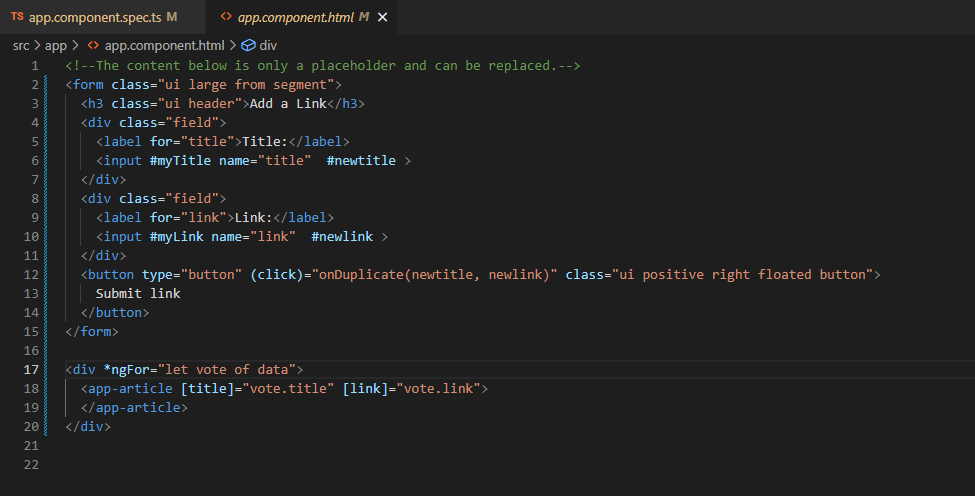 TS app.component.spec.ts M
<> app.component.html M ×
src > app > <> app.component.html > div
1 <!--The content below is only a placeholder and can be replaced.-->
2 <form class="ui large from segment">
3   <h3 class="ui header">Add a Link</h3>
4   <div class="field">
5     <label for="title">Title:</label>
6     <input #myTitle name="title"  #newtitle >
7   </div>
8   <div class="field">
9     <label for="link">Link:</label>
10     <input #myLink name="link"  #newlink >
11   </div>
12   <button type="button" (click)="onDuplicate(newtitle, newlink)" class="ui positive right floated button">
13     Submit link
14   </button>
15 </form>
16
17 <div *ngFor="let vote of data">
18   <app-article [title]="vote.title" [link]="vote.link">
19   </app-article>
20 </div>
21
22